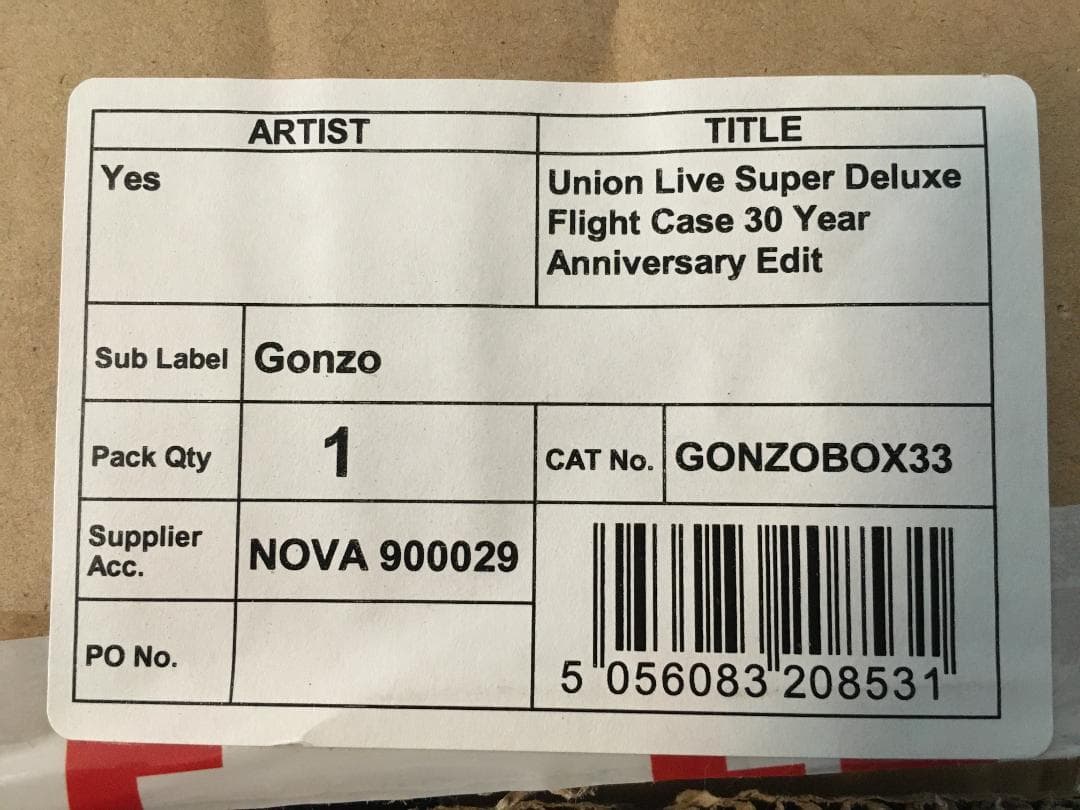 ARTIST
TITLE
Yes
Union Live Super Deluxe
Flight Case 30 Year
Anniversary Edit
Sub Label
Gonzo
Pack Qty
1
CAT No.
GONZOBOX33
Supplier
Acc.
NOVA 900029
PO No.
5 056083 208531